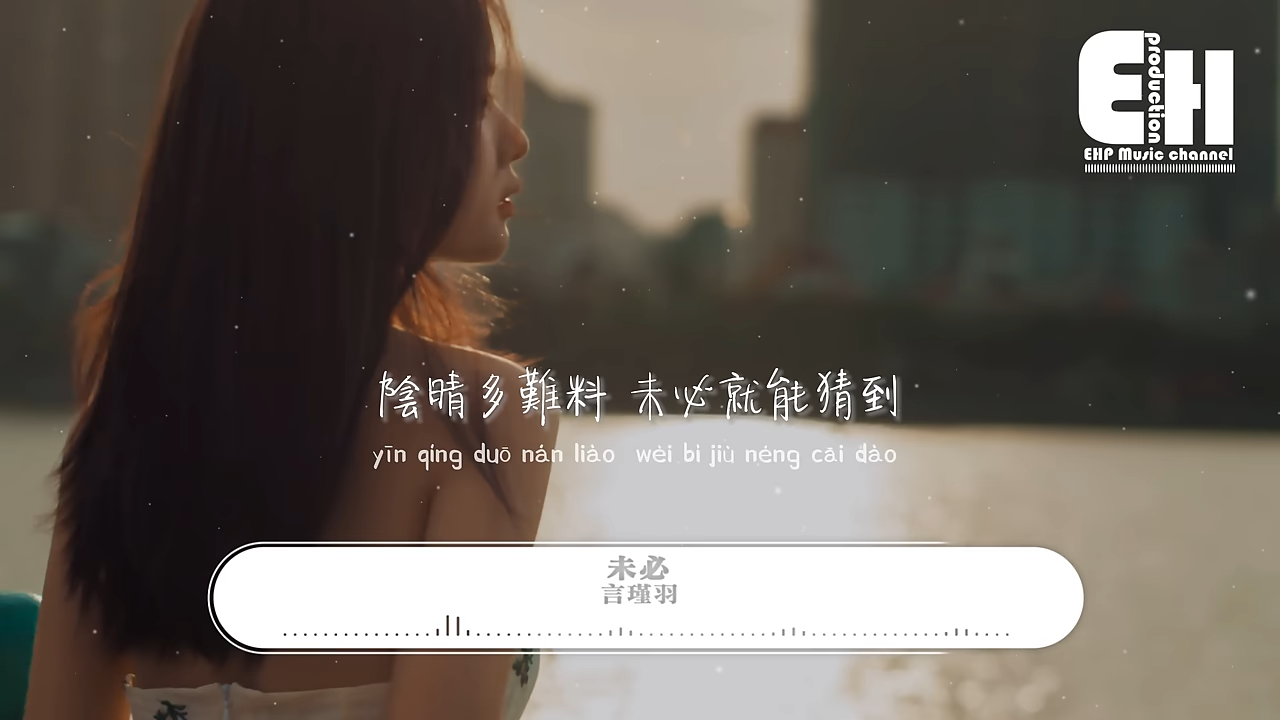 EH
production
EHP Music channel
陰晴多難料 未必就能猜到
yīn qíng duō nán liào wèi bì jiù néng cāi dào
未必
言瑾羽